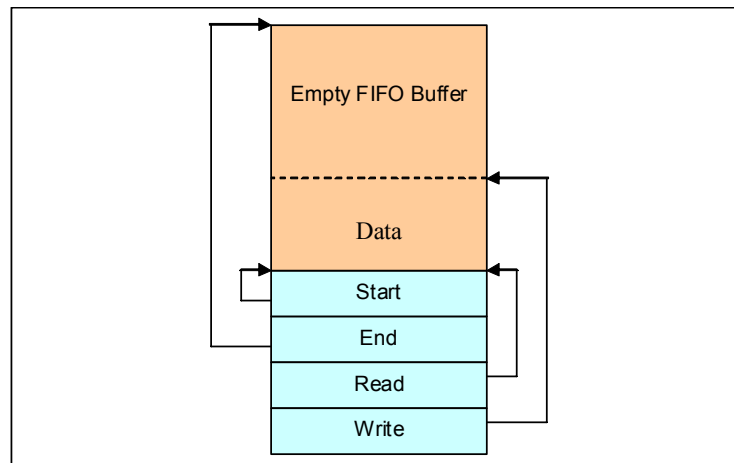 Empty FIFO Buffer
Data
Start
End
Read
Write